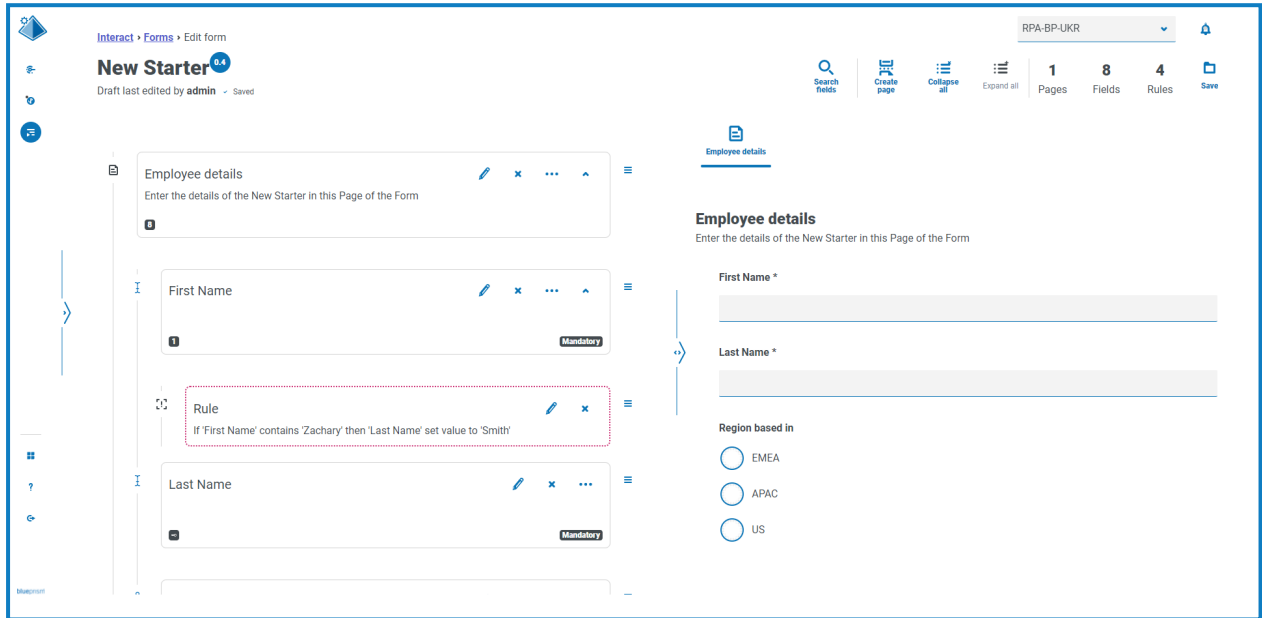 RPA-BP-UKR
Interact › Forms › Edit form
New Starter 0.4
Draft last edited by admin ✓ Saved
Search fields
Create page
Collapse all
Expand all
1 Pages
8 Fields
4 Rules
Save
Employee details
Enter the details of the New Starter in this Page of the Form
8
First Name
1
Mandatory
Rule
If 'First Name' contains 'Zachary' then 'Last Name' set value to 'Smith'
Last Name
Mandatory
?
blueprism
Employee details
Employee details
Enter the details of the New Starter in this Page of the Form
First Name *
Last Name *
Region based in
EMEA
APAC
US